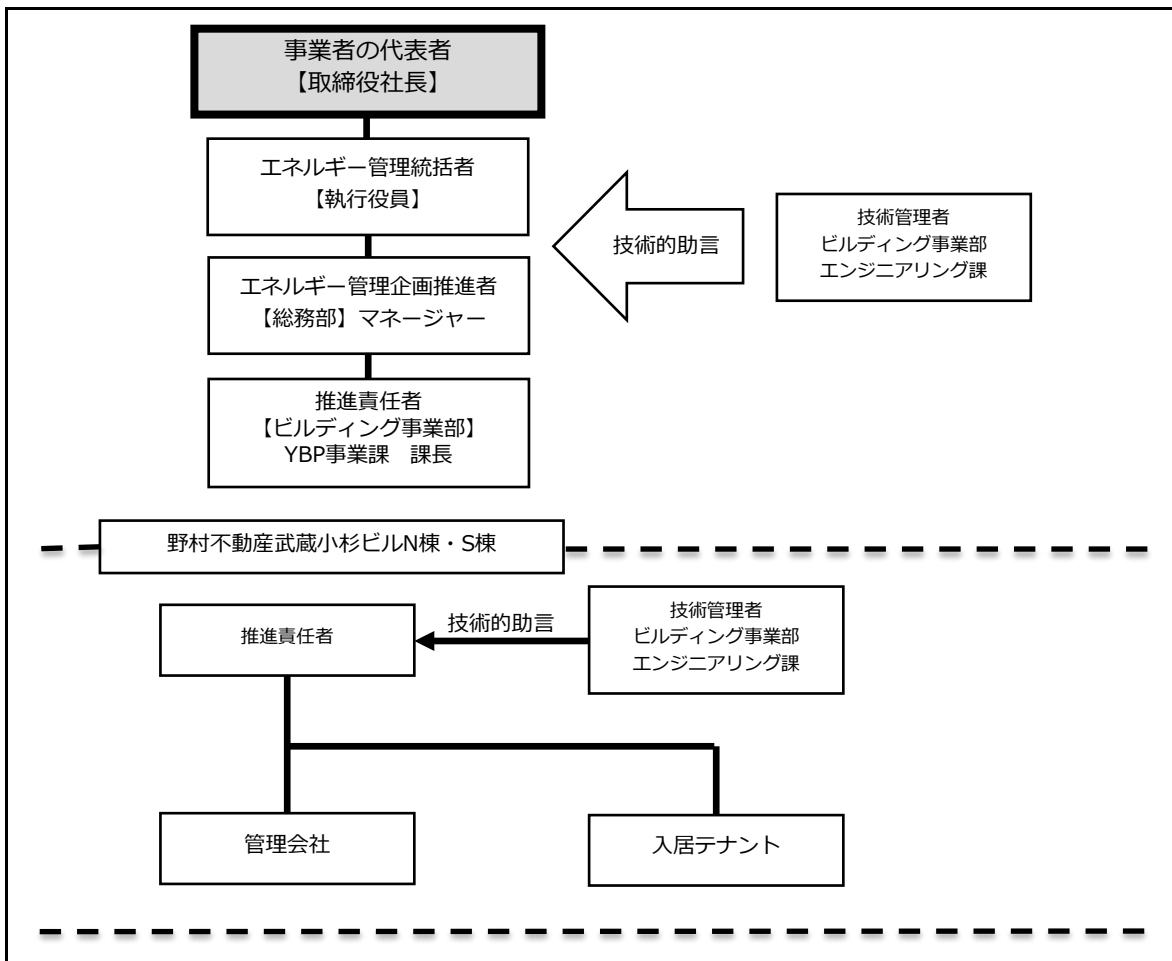 事業者の代表者
【取締役社長】
エネルギー管理統括者
【執行役員】
技術的助言
技術管理者
ビルディング事業部
エンジニアリング課
エネルギー管理企画推進者
【総務部】マネージャー
推進責任者
【ビルディング事業部】
YBP事業課　課長
野村不動産武蔵小杉ビルN棟・S棟
推進責任者
技術的助言
技術管理者
ビルディング事業部
エンジニアリング課
管理会社
入居テナント